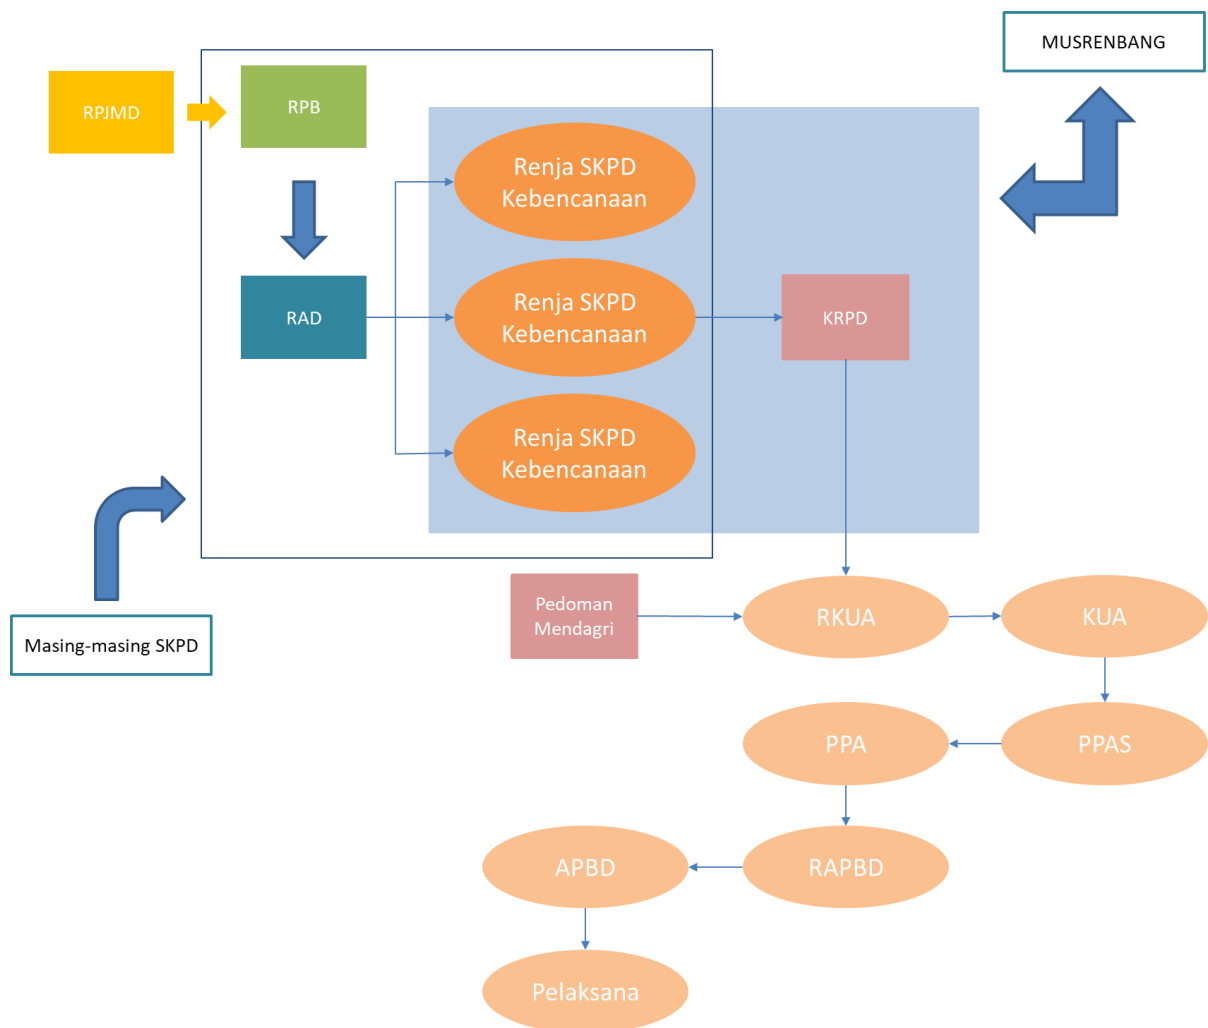 MUSRENBANG
RPJMD
RPB
Renja SKPD
Kebencanaan
RAD
Renja SKPD
Kebencanaan
KRPD
Renja SKPD
Kebencanaan
Masing-masing SKPD
Pedoman
Mendagri
RKUA
KUA
PPA
PPAS
APBD
RAPBD
Pelaksana